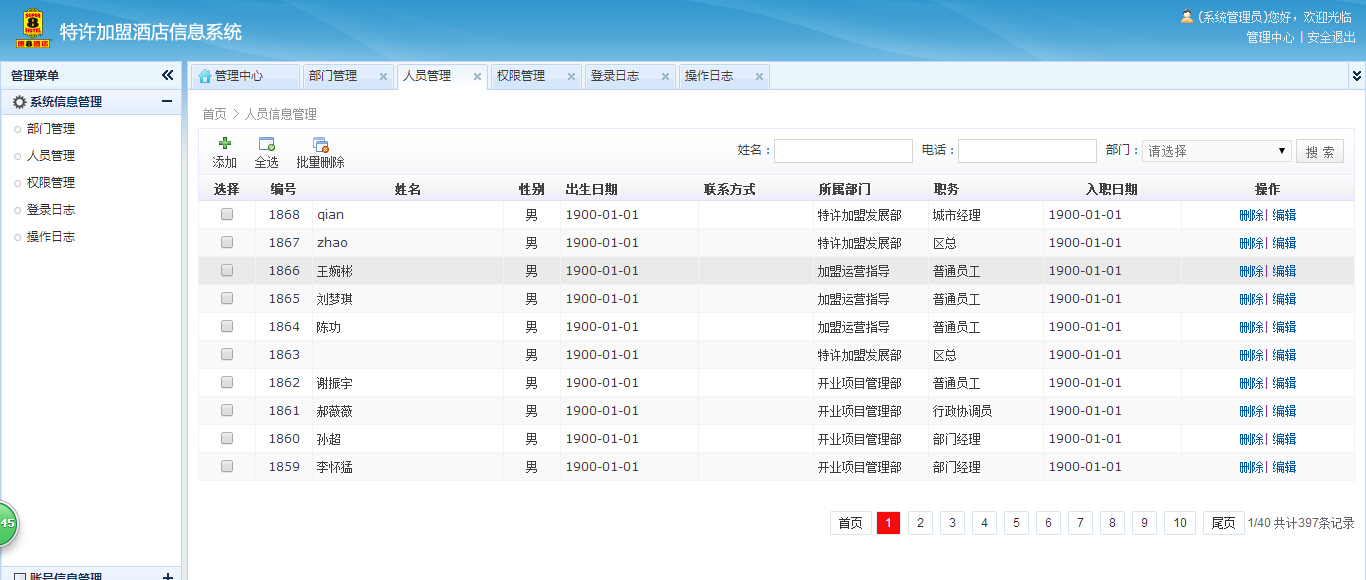 SUPER 8 HOTEL
速8酒店
特许加盟酒店信息系统
(系统管理员)您好，欢迎光临
管理中心 | 安全退出
管理菜单
系统信息管理
部门管理
人员管理
权限管理
登录日志
操作日志
45
账号信息管理
管理中心 部门管理 人员管理 权限管理 登录日志 操作日志
首页 > 人员信息管理
添加 全选 批量删除 姓名： 电话： 部门： 请选择 搜 索
选择 编号 姓名 性别 出生日期 联系方式 所属部门 职务 入职日期 操作
1868 qian 男 1900-01-01 特许加盟发展部 城市经理 1900-01-01 删除| 编辑
1867 zhao 男 1900-01-01 特许加盟发展部 区总 1900-01-01 删除| 编辑
1866 王婉彬 男 1900-01-01 加盟运营指导 普通员工 1900-01-01 删除| 编辑
1865 刘梦琪 男 1900-01-01 加盟运营指导 普通员工 1900-01-01 删除| 编辑
1864 陈功 男 1900-01-01 加盟运营指导 普通员工 1900-01-01 删除| 编辑
1863 男 1900-01-01 特许加盟发展部 区总 1900-01-01 删除| 编辑
1862 谢振宇 男 1900-01-01 开业项目管理部 普通员工 1900-01-01 删除| 编辑
1861 郝薇薇 男 1900-01-01 开业项目管理部 行政协调员 1900-01-01 删除| 编辑
1860 孙超 男 1900-01-01 开业项目管理部 部门经理 1900-01-01 删除| 编辑
1859 李怀猛 男 1900-01-01 开业项目管理部 部门经理 1900-01-01 删除| 编辑
首页 1 2 3 4 5 6 7 8 9 10 尾页 1/40 共计397条记录